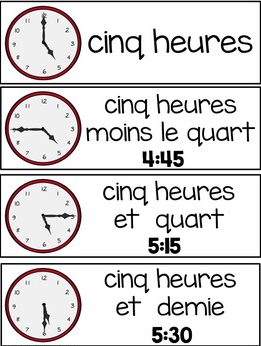 cinq heures
cinq heures
moins le quart
4:45
cinq heures
et quart
5:15
cinq heures
et demie
5:30